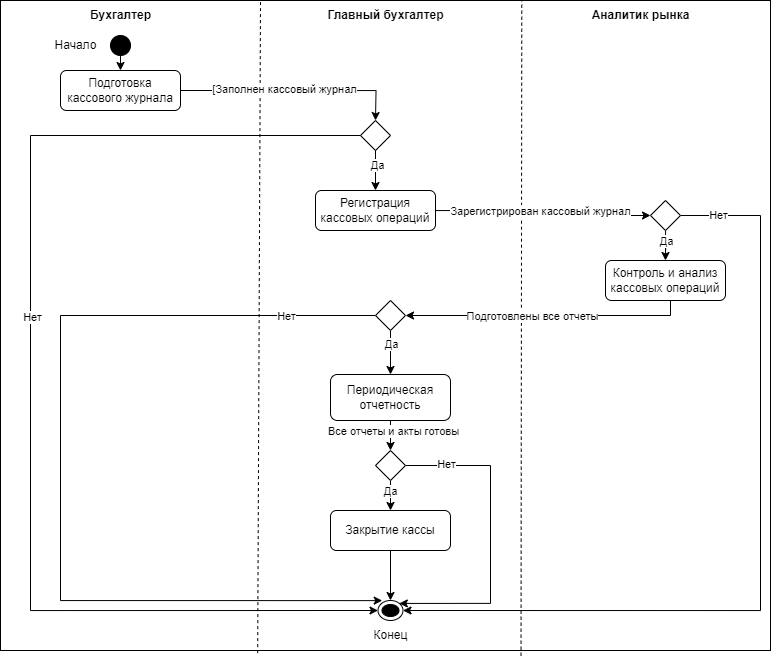 Бухгалтер
Главный бухгалтер
Аналитик рынка
Начало
Подготовка
кассового журнала
[Заполнен кассовый журнал
Да
Регистрация
кассовых операций
Зарегистрирован кассовый журнал
Нет
Да
Контроль и анализ
кассовых операций
Нет
Нет
Подготовлены все отчеты
Да
Периодическая
отчетность
Все отчеты и акты готовы
Нет
Да
Закрытие кассы
Конец